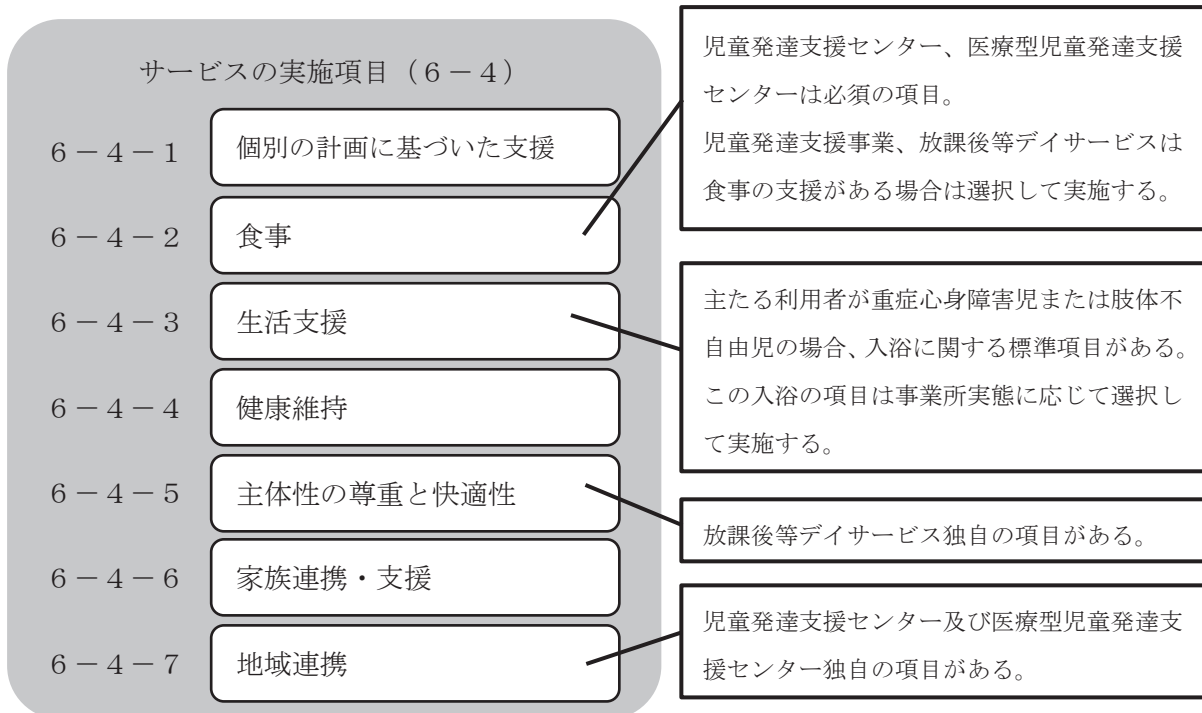 サービスの実施項目（６－４）
６－４－１
個別の計画に基づいた支援
６－４－２
食事
６－４－３
生活支援
６－４－４
健康維持
６－４－５
主体性の尊重と快適性
６－４－６
家族連携・支援
６－４－７
地域連携
児童発達支援センター、医療型児童発達支援
センターは必須の項目。
児童発達支援事業、放課後等デイサービスは
食事の支援がある場合は選択して実施する。
主たる利用者が重症心身障害児または肢体不
自由児の場合、入浴に関する標準項目がある。
この入浴の項目は事業所実態に応じて選択し
て実施する。
放課後等デイサービス独自の項目がある。
児童発達支援センター及び医療型児童発達支
援センター独自の項目がある。